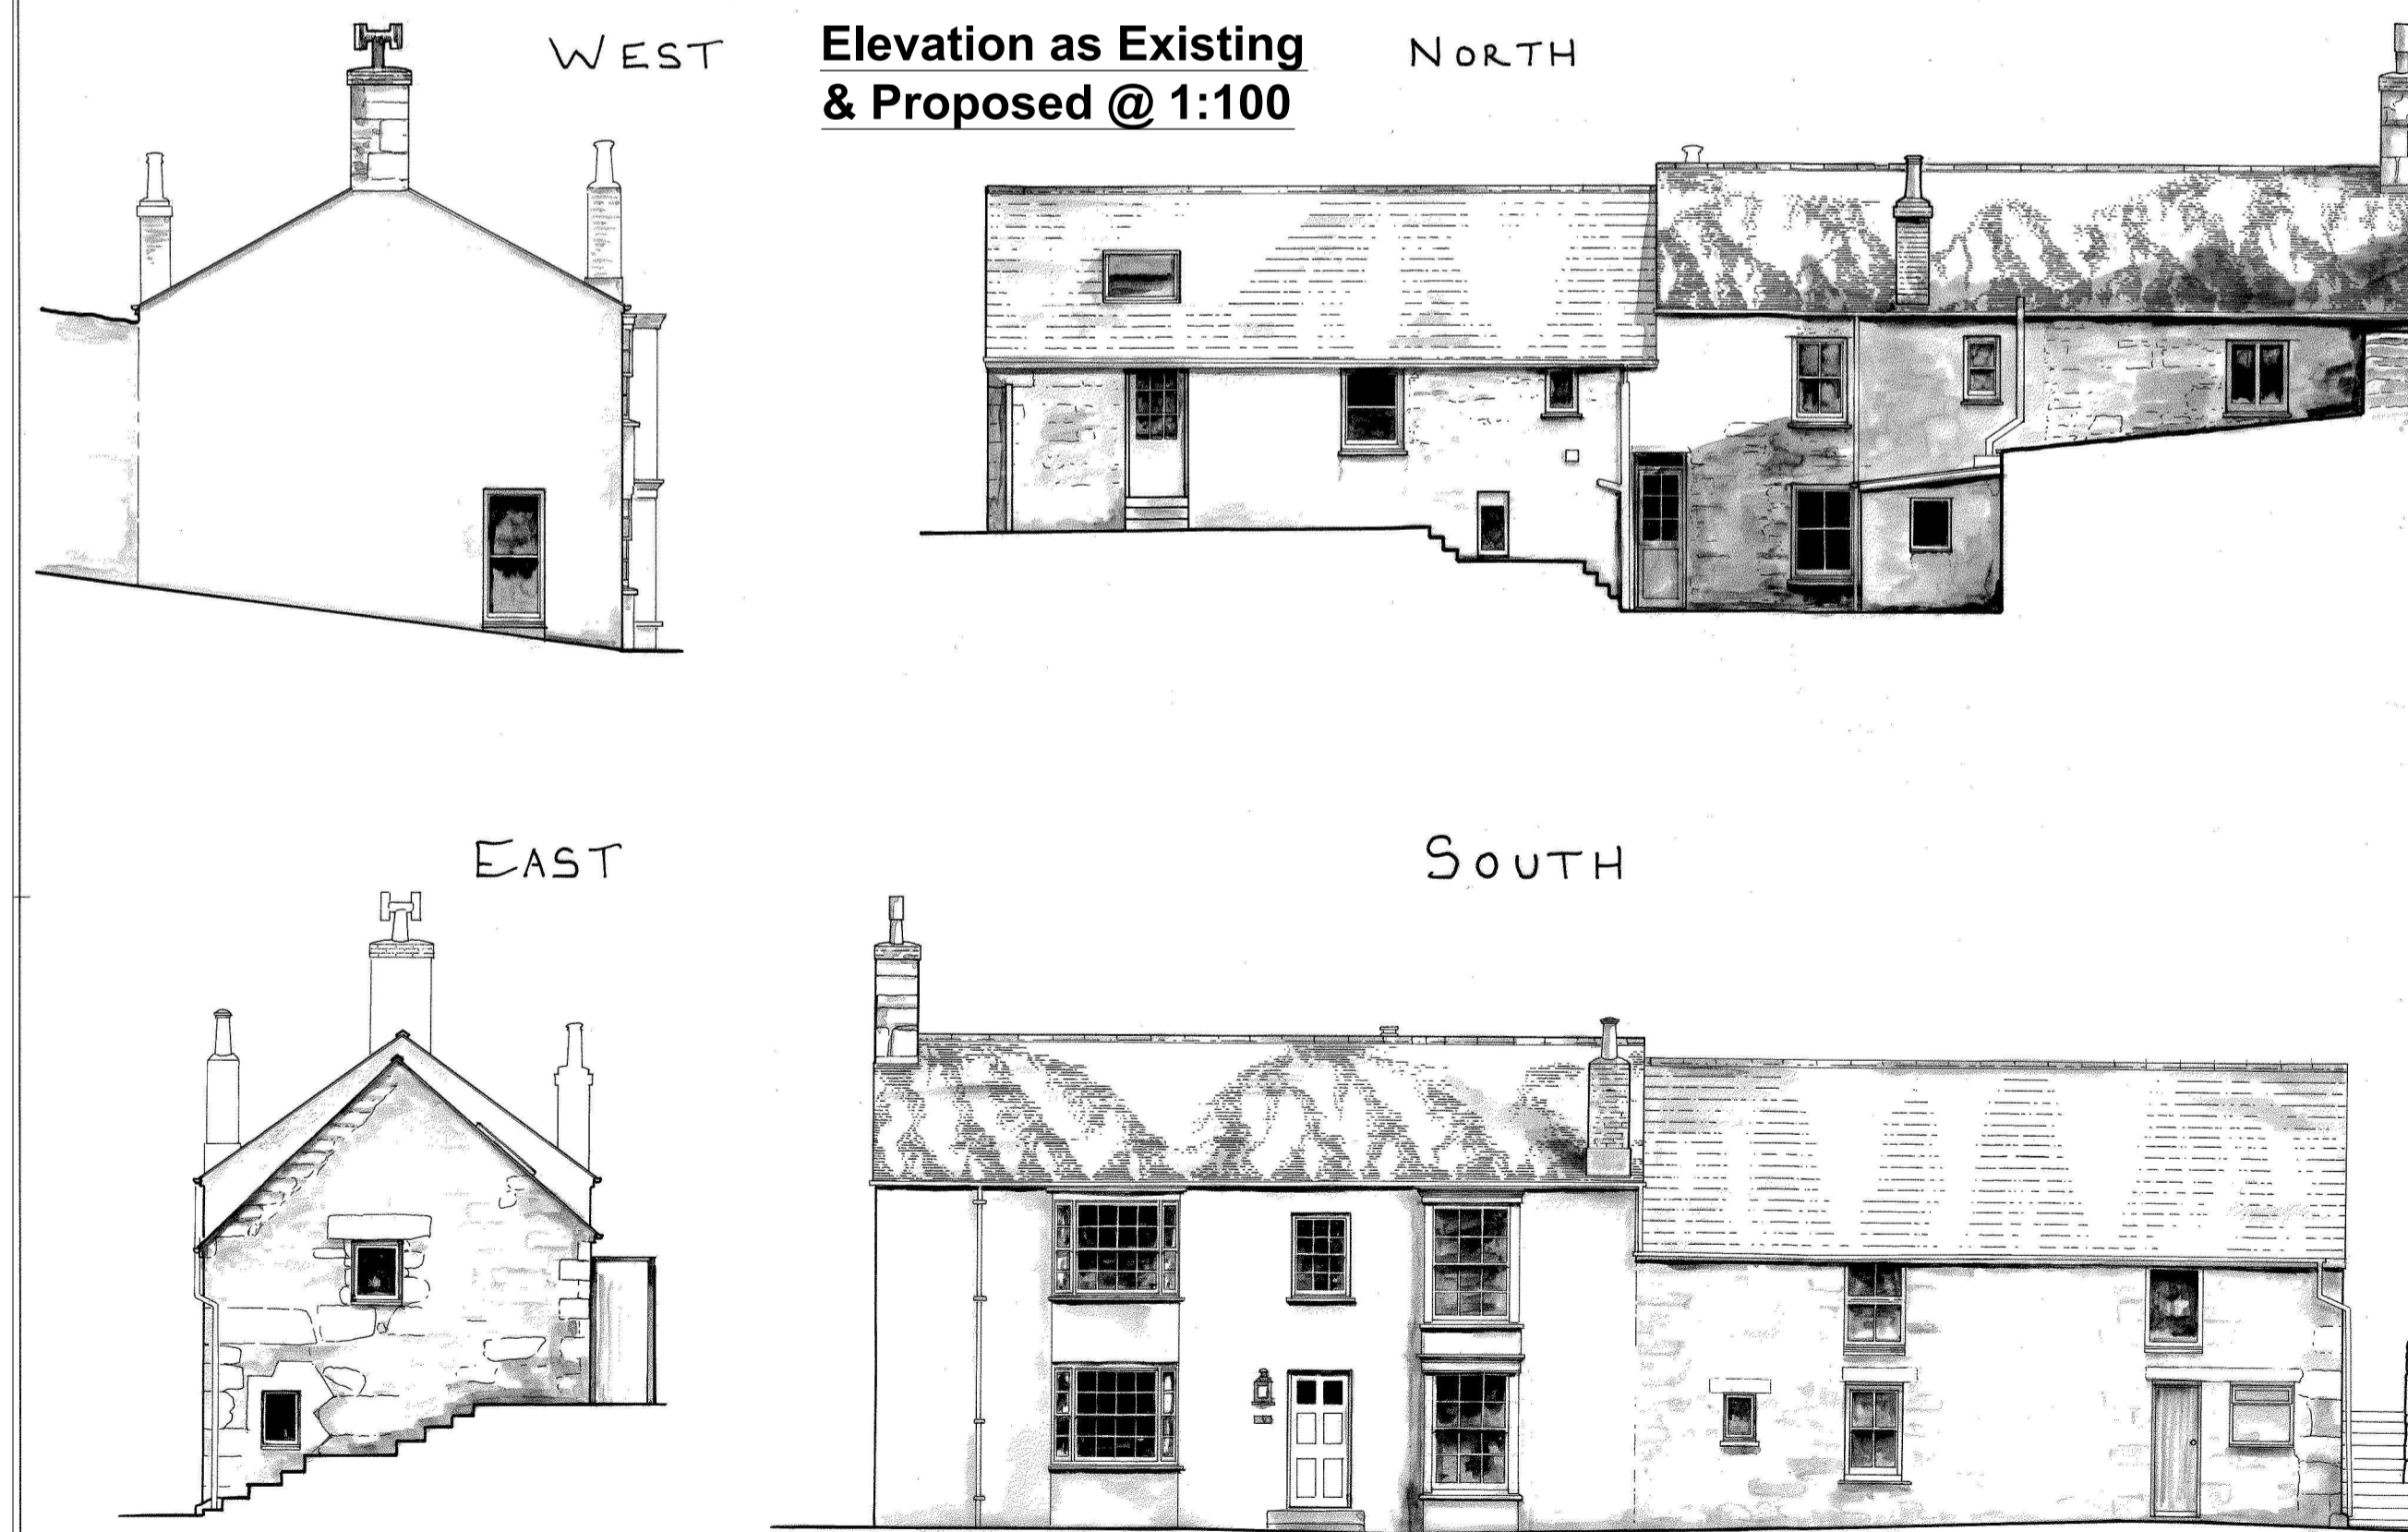 WEST
Elevation as Existing
& Proposed @ 1:100
NORTH
EAST
SOUTH